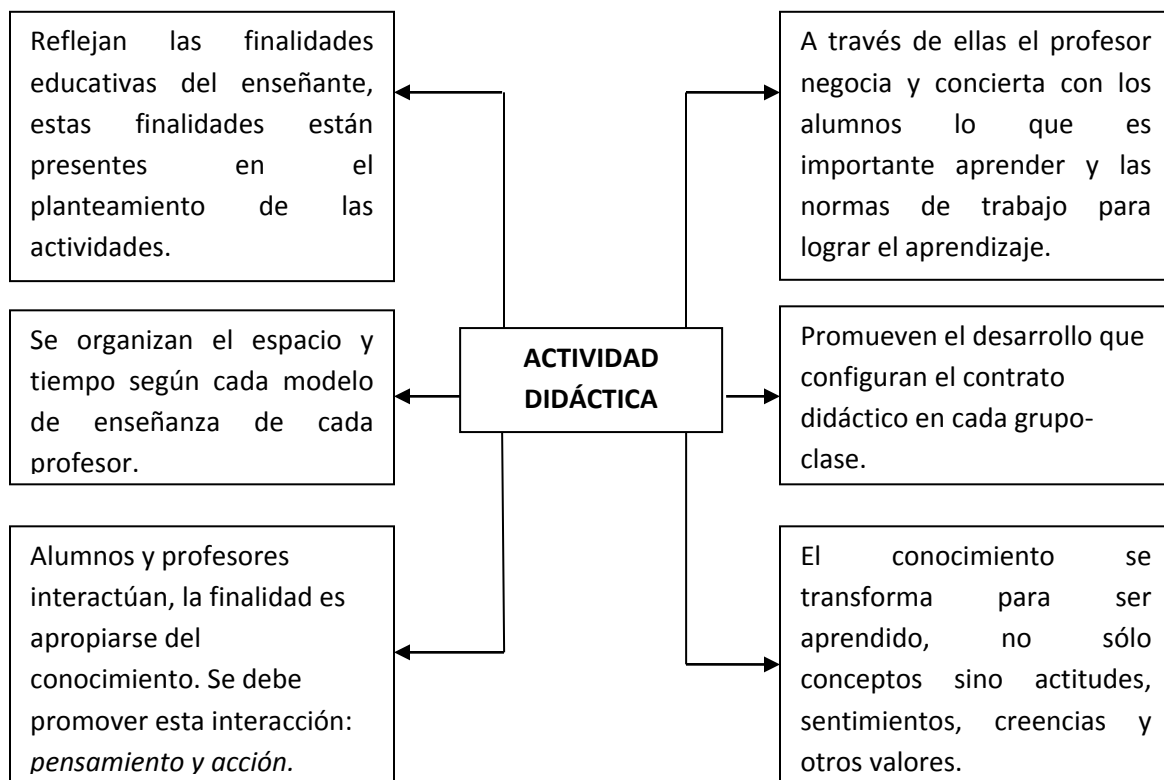 Reflejan las finalidades
educativas del enseñante,
estas finalidades están
presentes en el
planteamiento de las
actividades.
A través de ellas el profesor
negocia y concierta con los
alumnos lo que es
importante aprender y las
normas de trabajo para
lograr el aprendizaje.
Se organizan el espacio y
tiempo según cada modelo
de enseñanza de cada
profesor.
ACTIVIDAD
DIDÁCTICA
Promueven el desarrollo que
configuran el contrato
didáctico en cada grupo-
clase.
Alumnos y profesores
interactúan, la finalidad es
apropiarse del
conocimiento. Se debe
promover esta interacción:
pensamiento y acción.
El conocimiento se
transforma para ser
aprendido, no sólo
conceptos sino actitudes,
sentimientos, creencias y
otros valores.